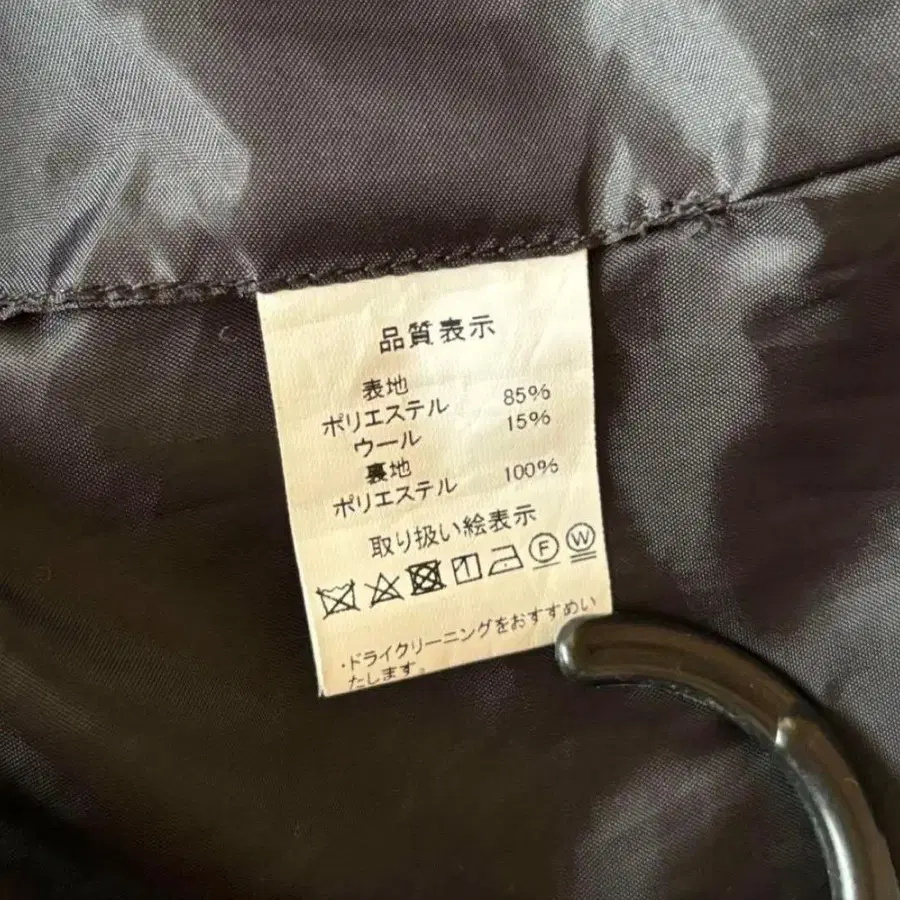 品質表示
表地
ポリエステル 85%
ウール 15%
裏地
ポリエステル 100%
取り扱い絵表示
F W
・ドライクリーニングをおすすめい
たします。